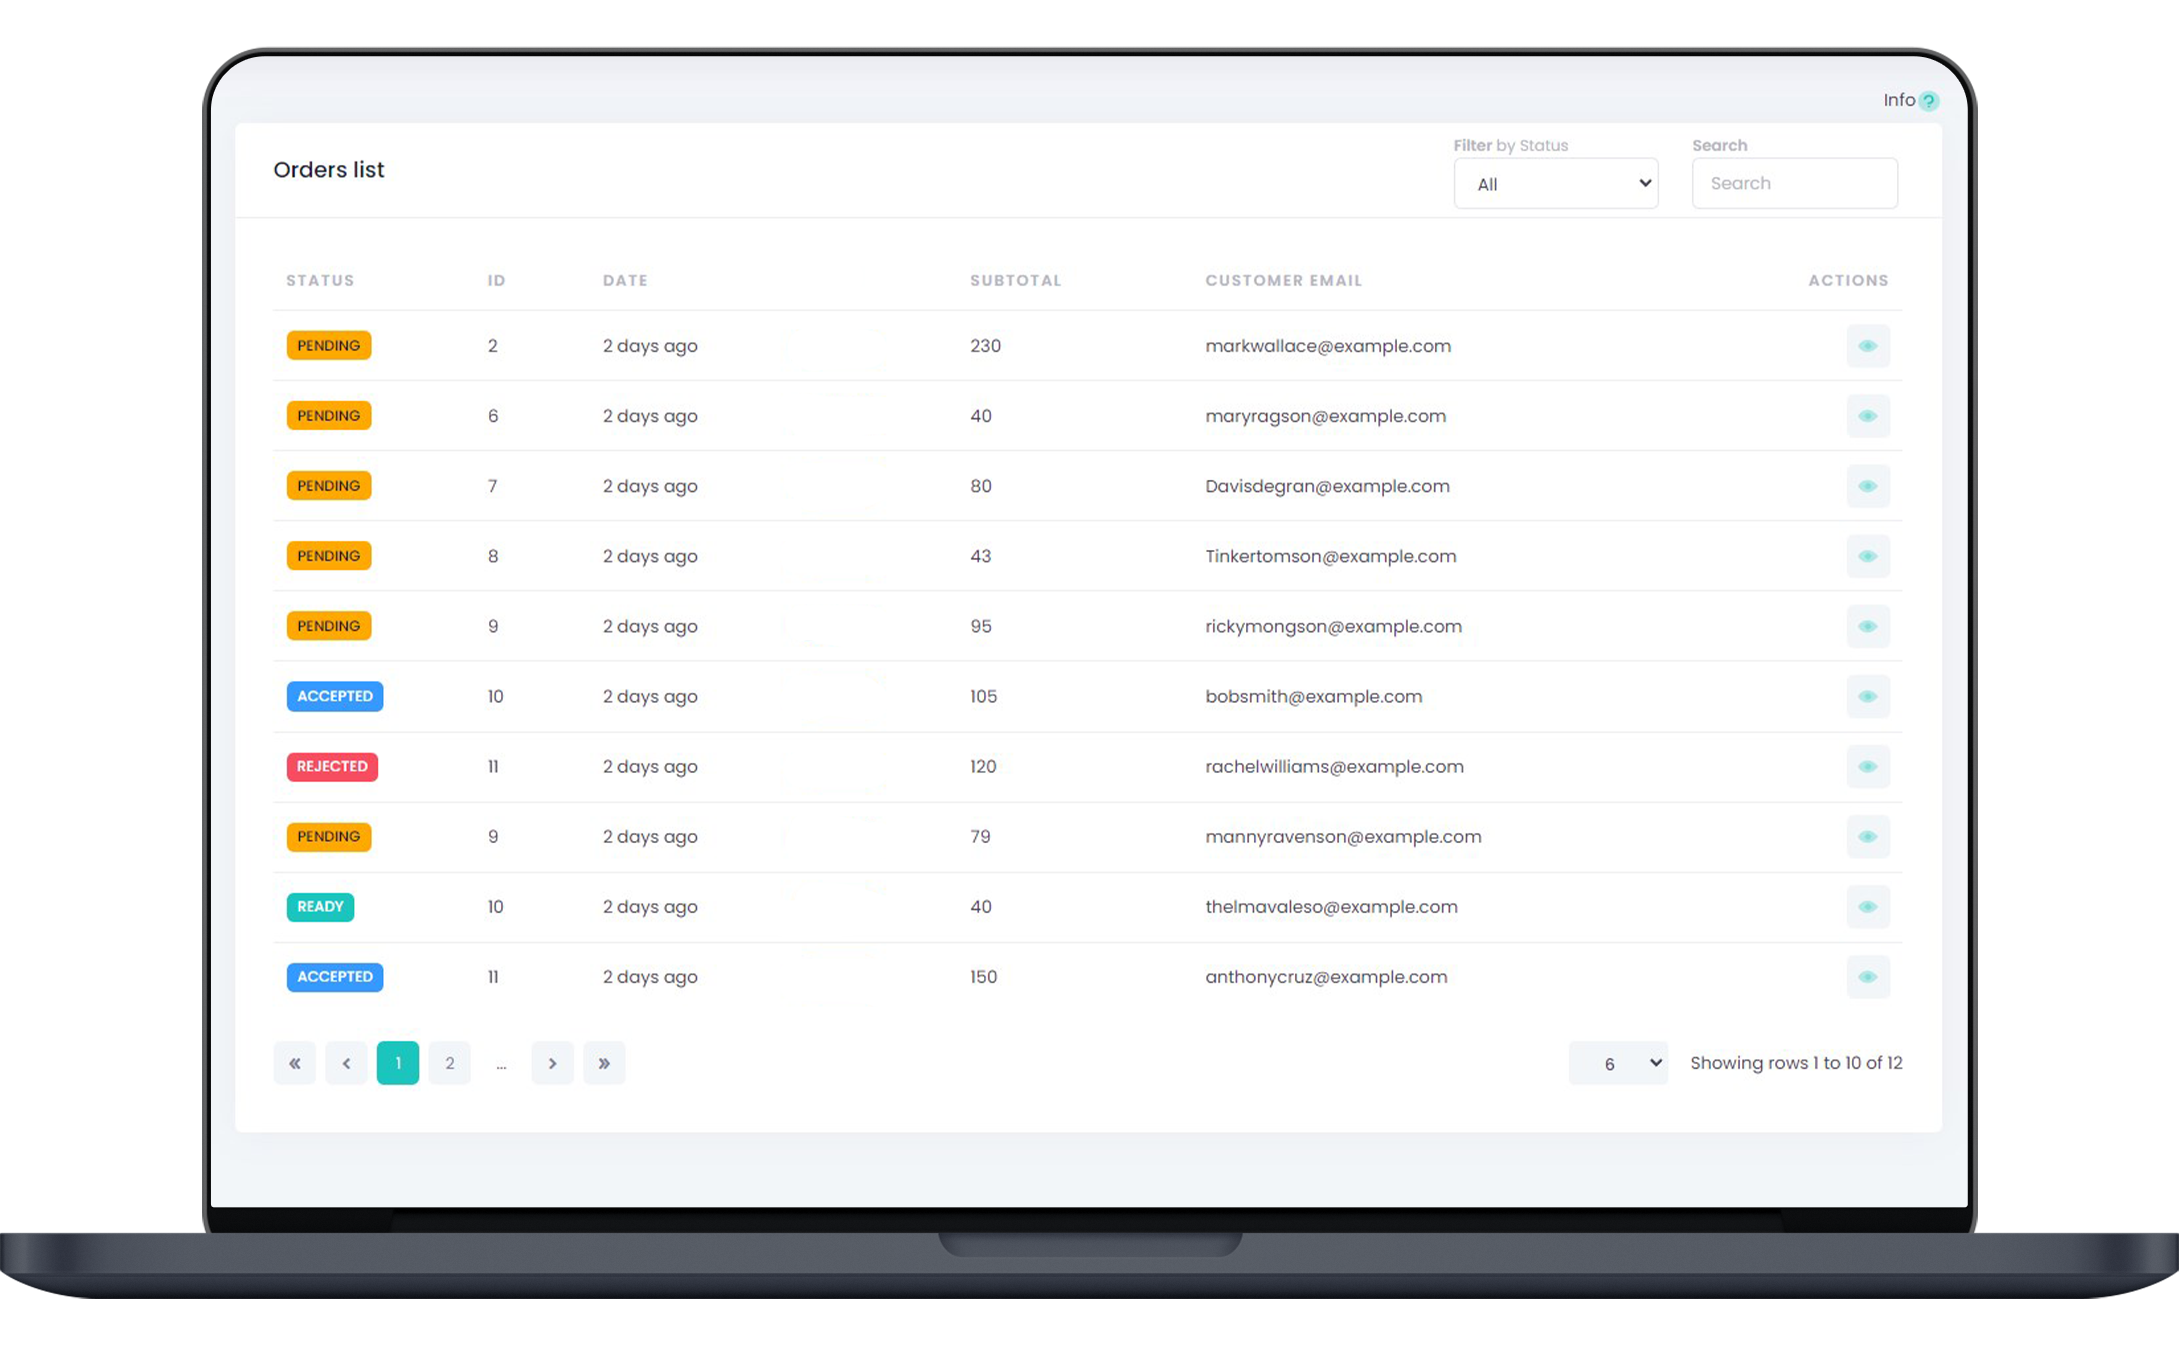 Info ?
Orders list
Filter by Status
All
Search
Search
STATUS ID DATE SUBTOTAL CUSTOMER EMAIL ACTIONS
PENDING 2 2 days ago 230 markwallace@example.com
PENDING 6 2 days ago 40 maryragson@example.com
PENDING 7 2 days ago 80 Davisdegran@example.com
PENDING 8 2 days ago 43 Tinkertomson@example.com
PENDING 9 2 days ago 95 rickymongson@example.com
ACCEPTED 10 2 days ago 105 bobsmith@example.com
REJECTED 11 2 days ago 120 rachelwilliams@example.com
PENDING 9 2 days ago 79 mannyravenson@example.com
READY 10 2 days ago 40 thelmavaleso@example.com
ACCEPTED 11 2 days ago 150 anthonycruz@example.com
« ‹ 1 2 ... › » 6 Showing rows 1 to 10 of 12